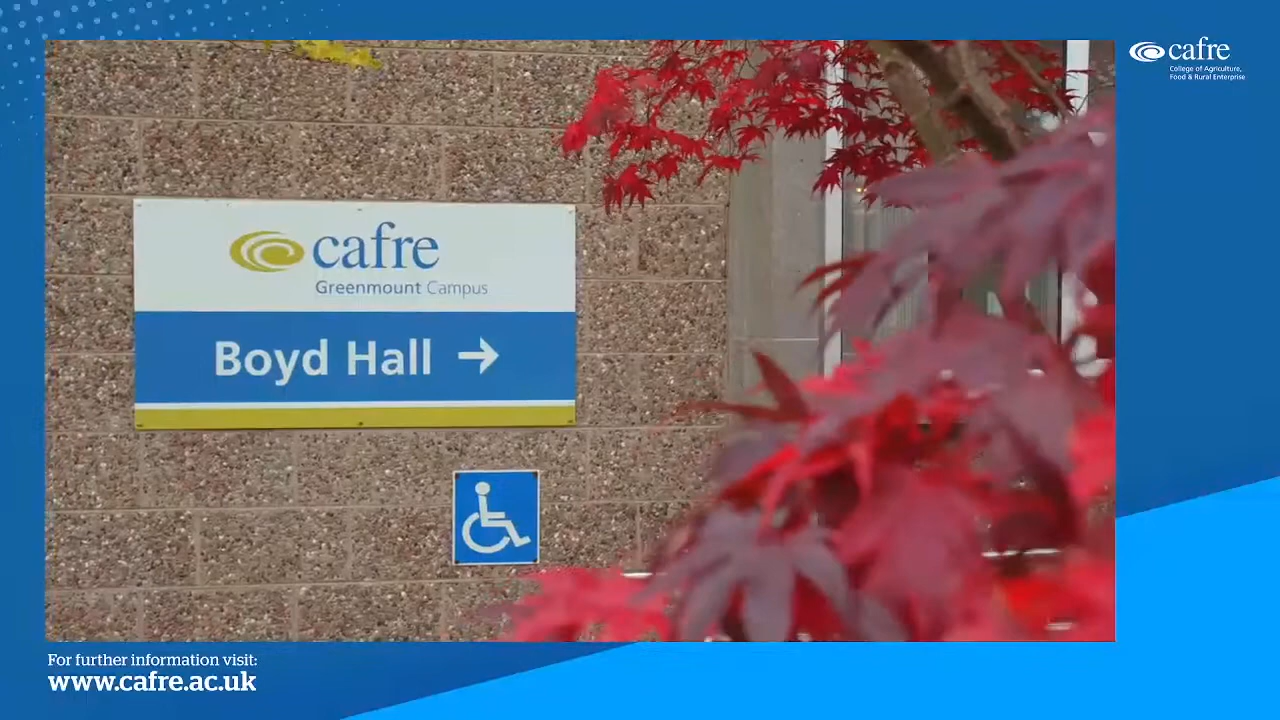 cafre
College of Agriculture,
Food & Rural Enterprise
cafre
Greenmount Campus
Boyd Hall →
For further information visit:
www.cafre.ac.uk